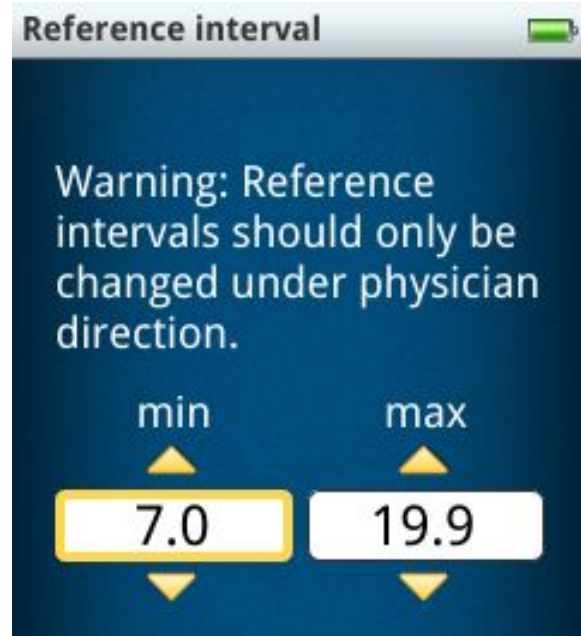 Reference interval
Warning: Reference
intervals should only be
changed under physician
direction.
min max
7.0 19.9